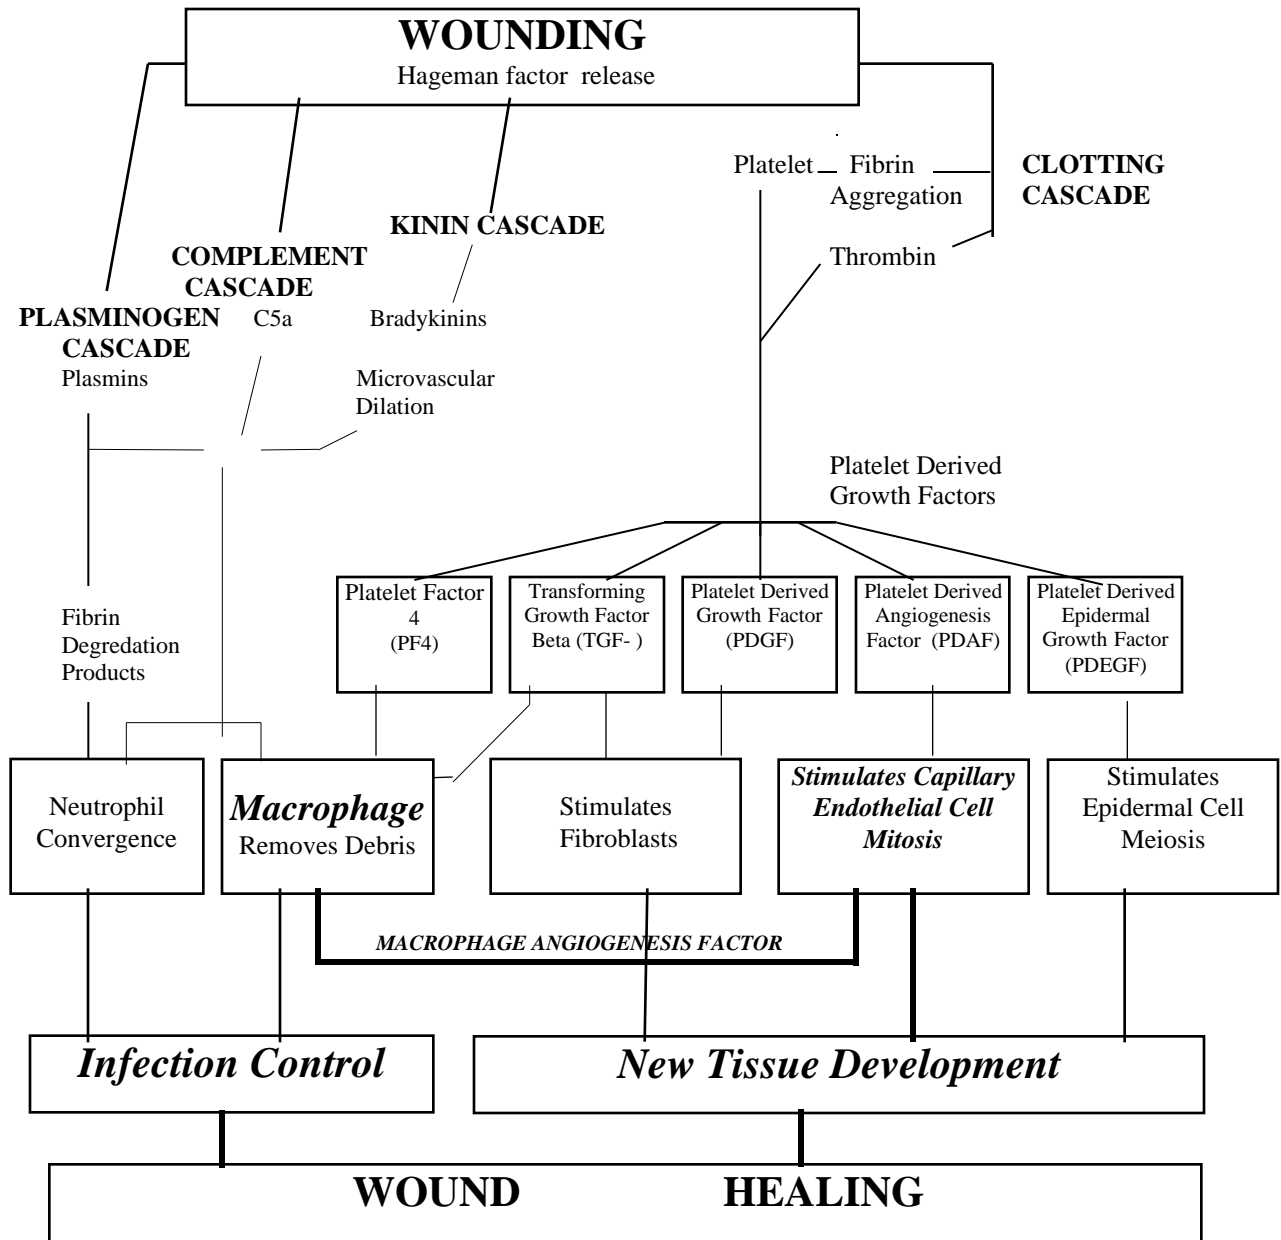 WOUNDING
Hageman factor release
Platelet
Fibrin
Aggregation
CLOTTING
CASCADE
KININ CASCADE
Thrombin
COMPLEMENT
CASCADE
C5a
PLASMINOGEN
CASCADE
Plasmins
Bradykinins
Microvascular
Dilation
Platelet Derived
Growth Factors
Platelet Factor
4
(PF4)
Transforming
Growth Factor
Beta (TGF- )
Platelet Derived
Growth Factor
(PDGF)
Platelet Derived
Angiogenesis
Factor (PDAF)
Platelet Derived
Epidermal
Growth Factor
(PDEGF)
Fibrin
Degredation
Products
Neutrophil
Convergence
Macrophage
Removes Debris
Stimulates
Fibroblasts
Stimulates Capillary
Endothelial Cell
Mitosis
Stimulates
Epidermal Cell
Meiosis
MACROPHAGE ANGIOGENESIS FACTOR
Infection Control
New Tissue Development
WOUND HEALING